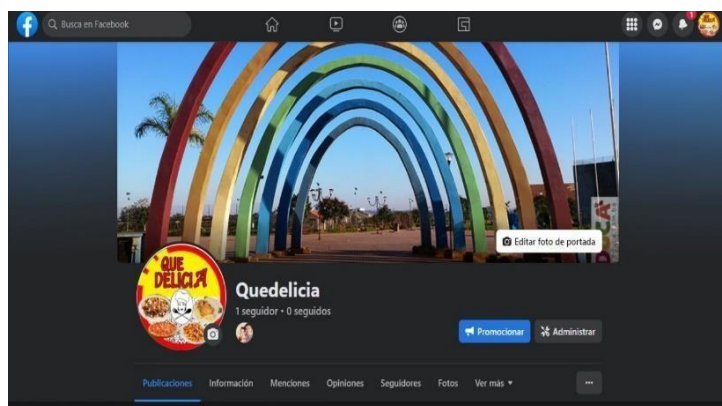 Busca en Facebook
1
Editar foto de portada
QUE
DELICIA
Quedelicia
1 seguidor • 0 seguidos
Promocionar
Administrar
Publicaciones Información Menciones Opiniones Seguidores Fotos Ver más